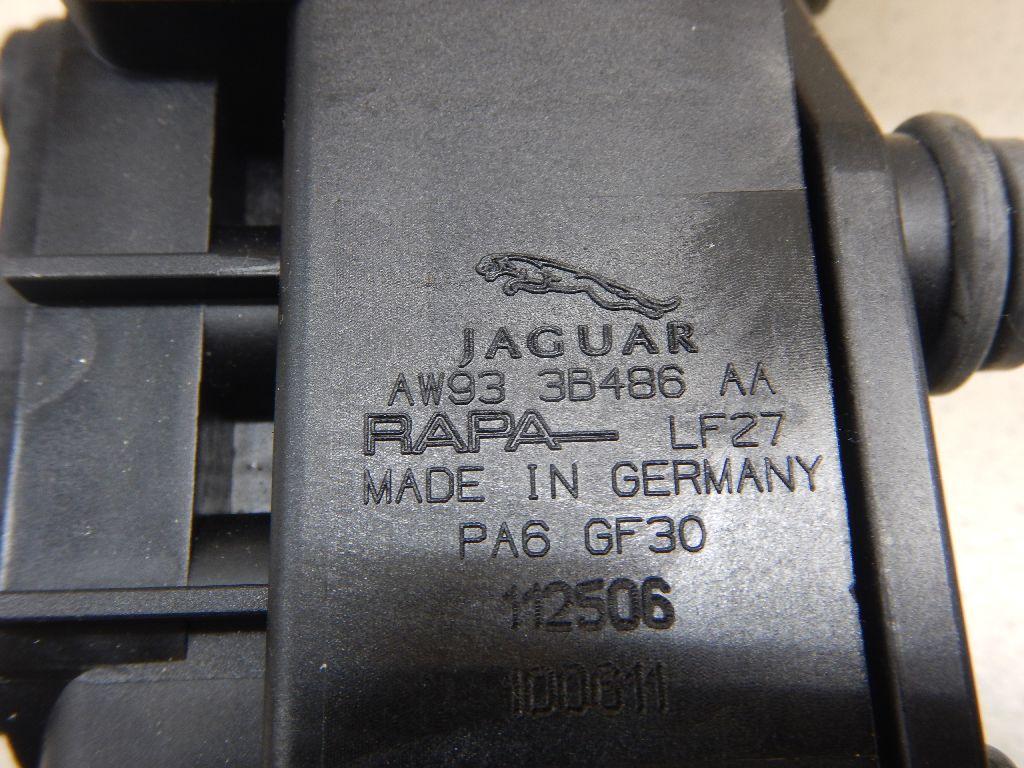 JAGUAR
AW93 3B486 AA
RAPA LF27
MADE IN GERMANY
PA6 GF30
112506
100611